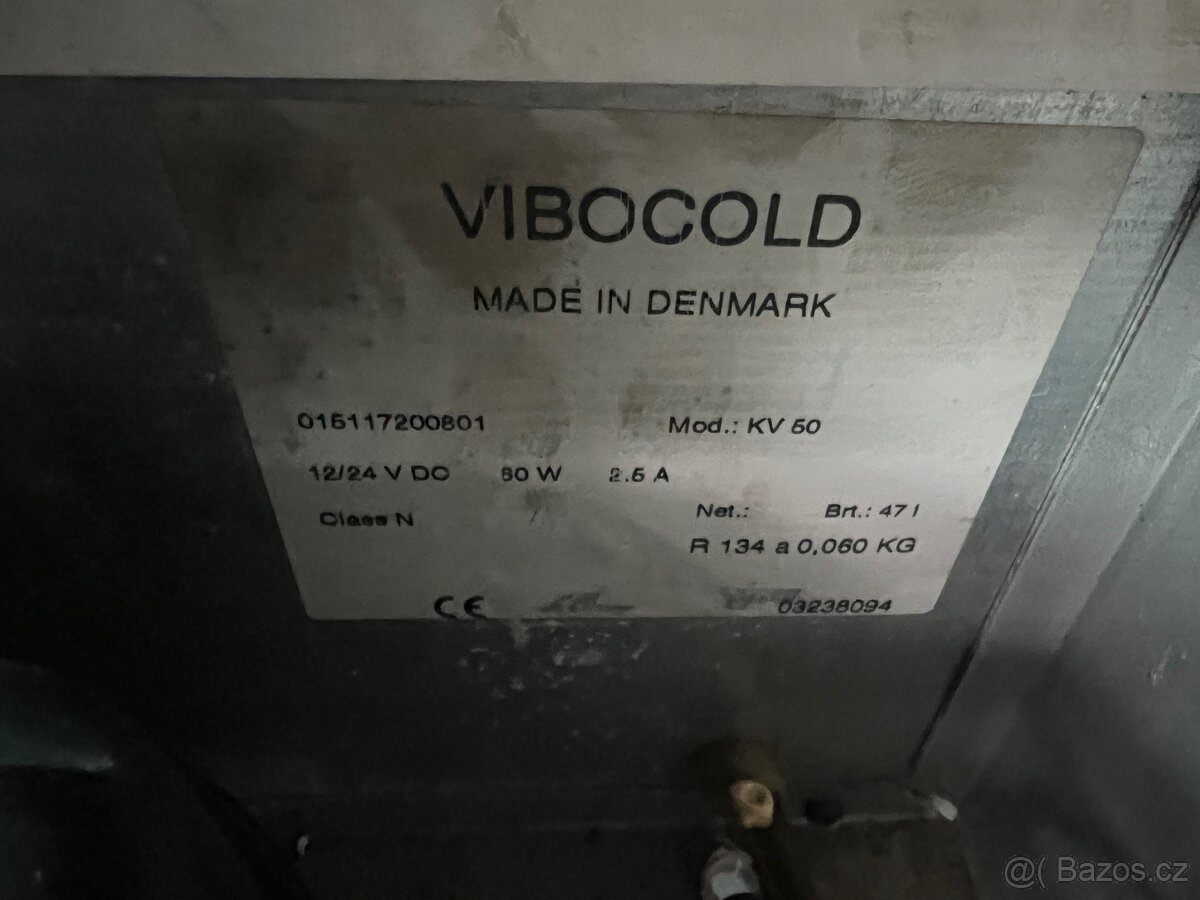 VIBOCOLD
MADE IN DENMARK
015117200801 Mod.: KV 50
12/24 V DC 60 W 2.5 A
Class N Net.: Brt.: 47 l
R 134 a 0,060 KG
CE 03238094
@( Bazos.cz